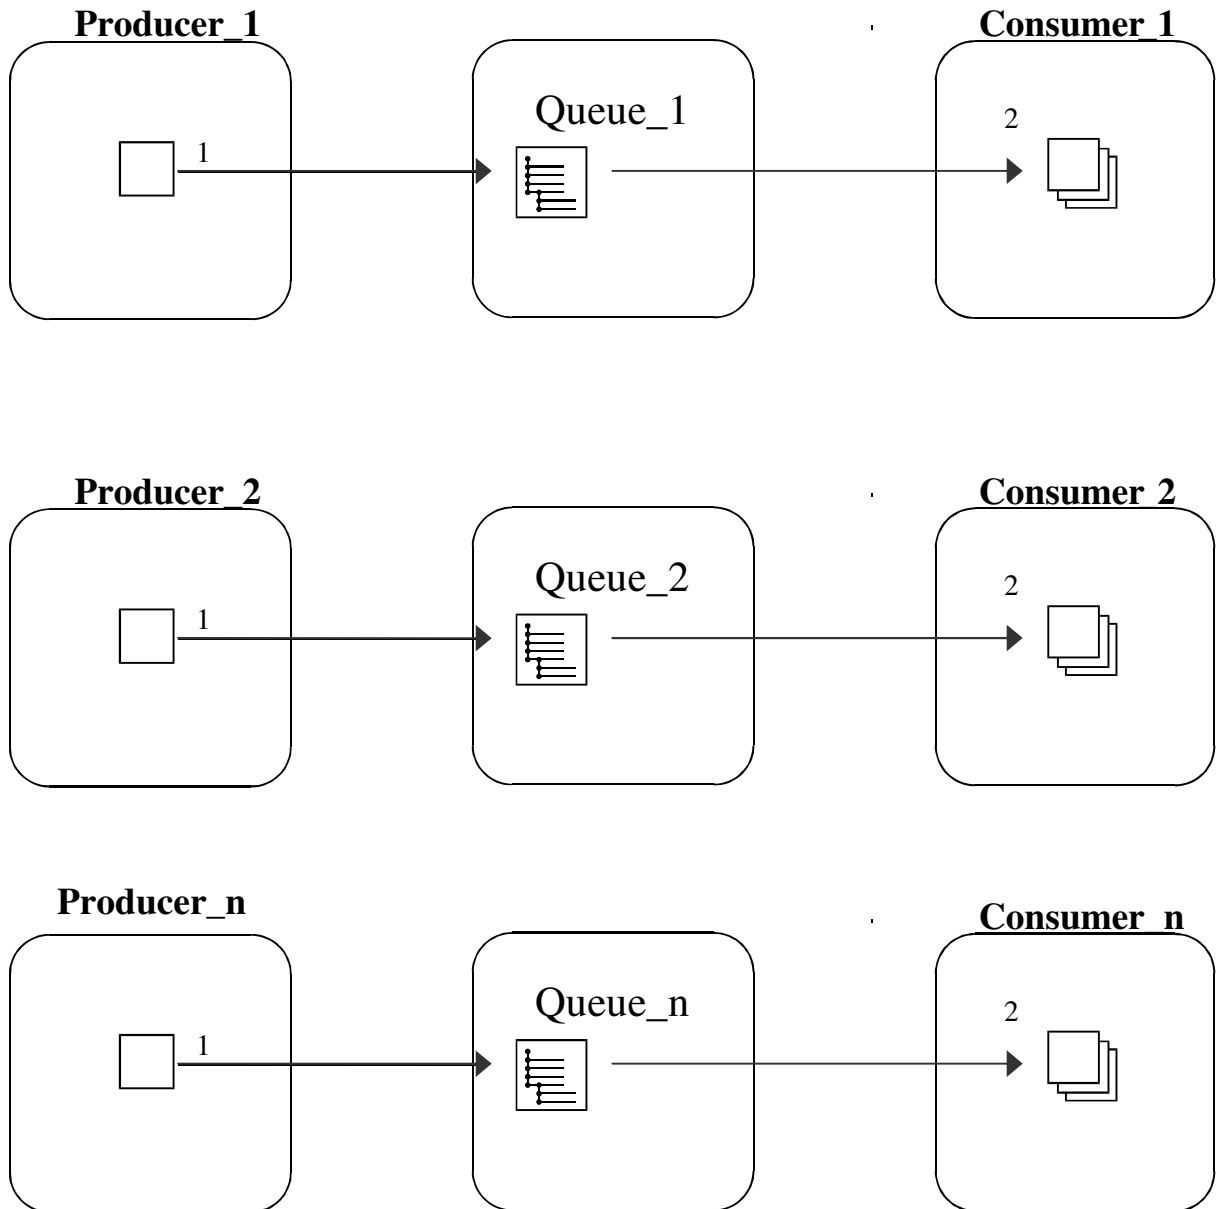 Producer_1
Consumer_1
Queue_1
1
2
Producer_2
Consumer_2
Queue_2
1
2
Producer_n
Consumer_n
Queue_n
1
2